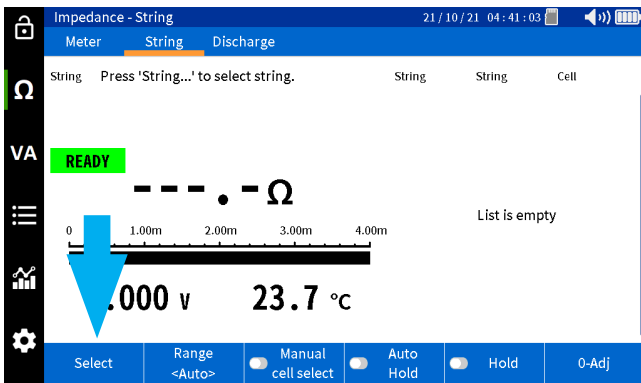 Impedance - String 21/10/21 04:41:03
Meter String Discharge
String Press 'String...' to select string. String String Cell
Ω
VA
READY
---.-Ω
List is empty
0 1.00m 2.00m 3.00m 4.00m
.000 V 23.7 °C
Select
Range
<Auto>
Manual
cell select
Auto
Hold
Hold
0-Adj